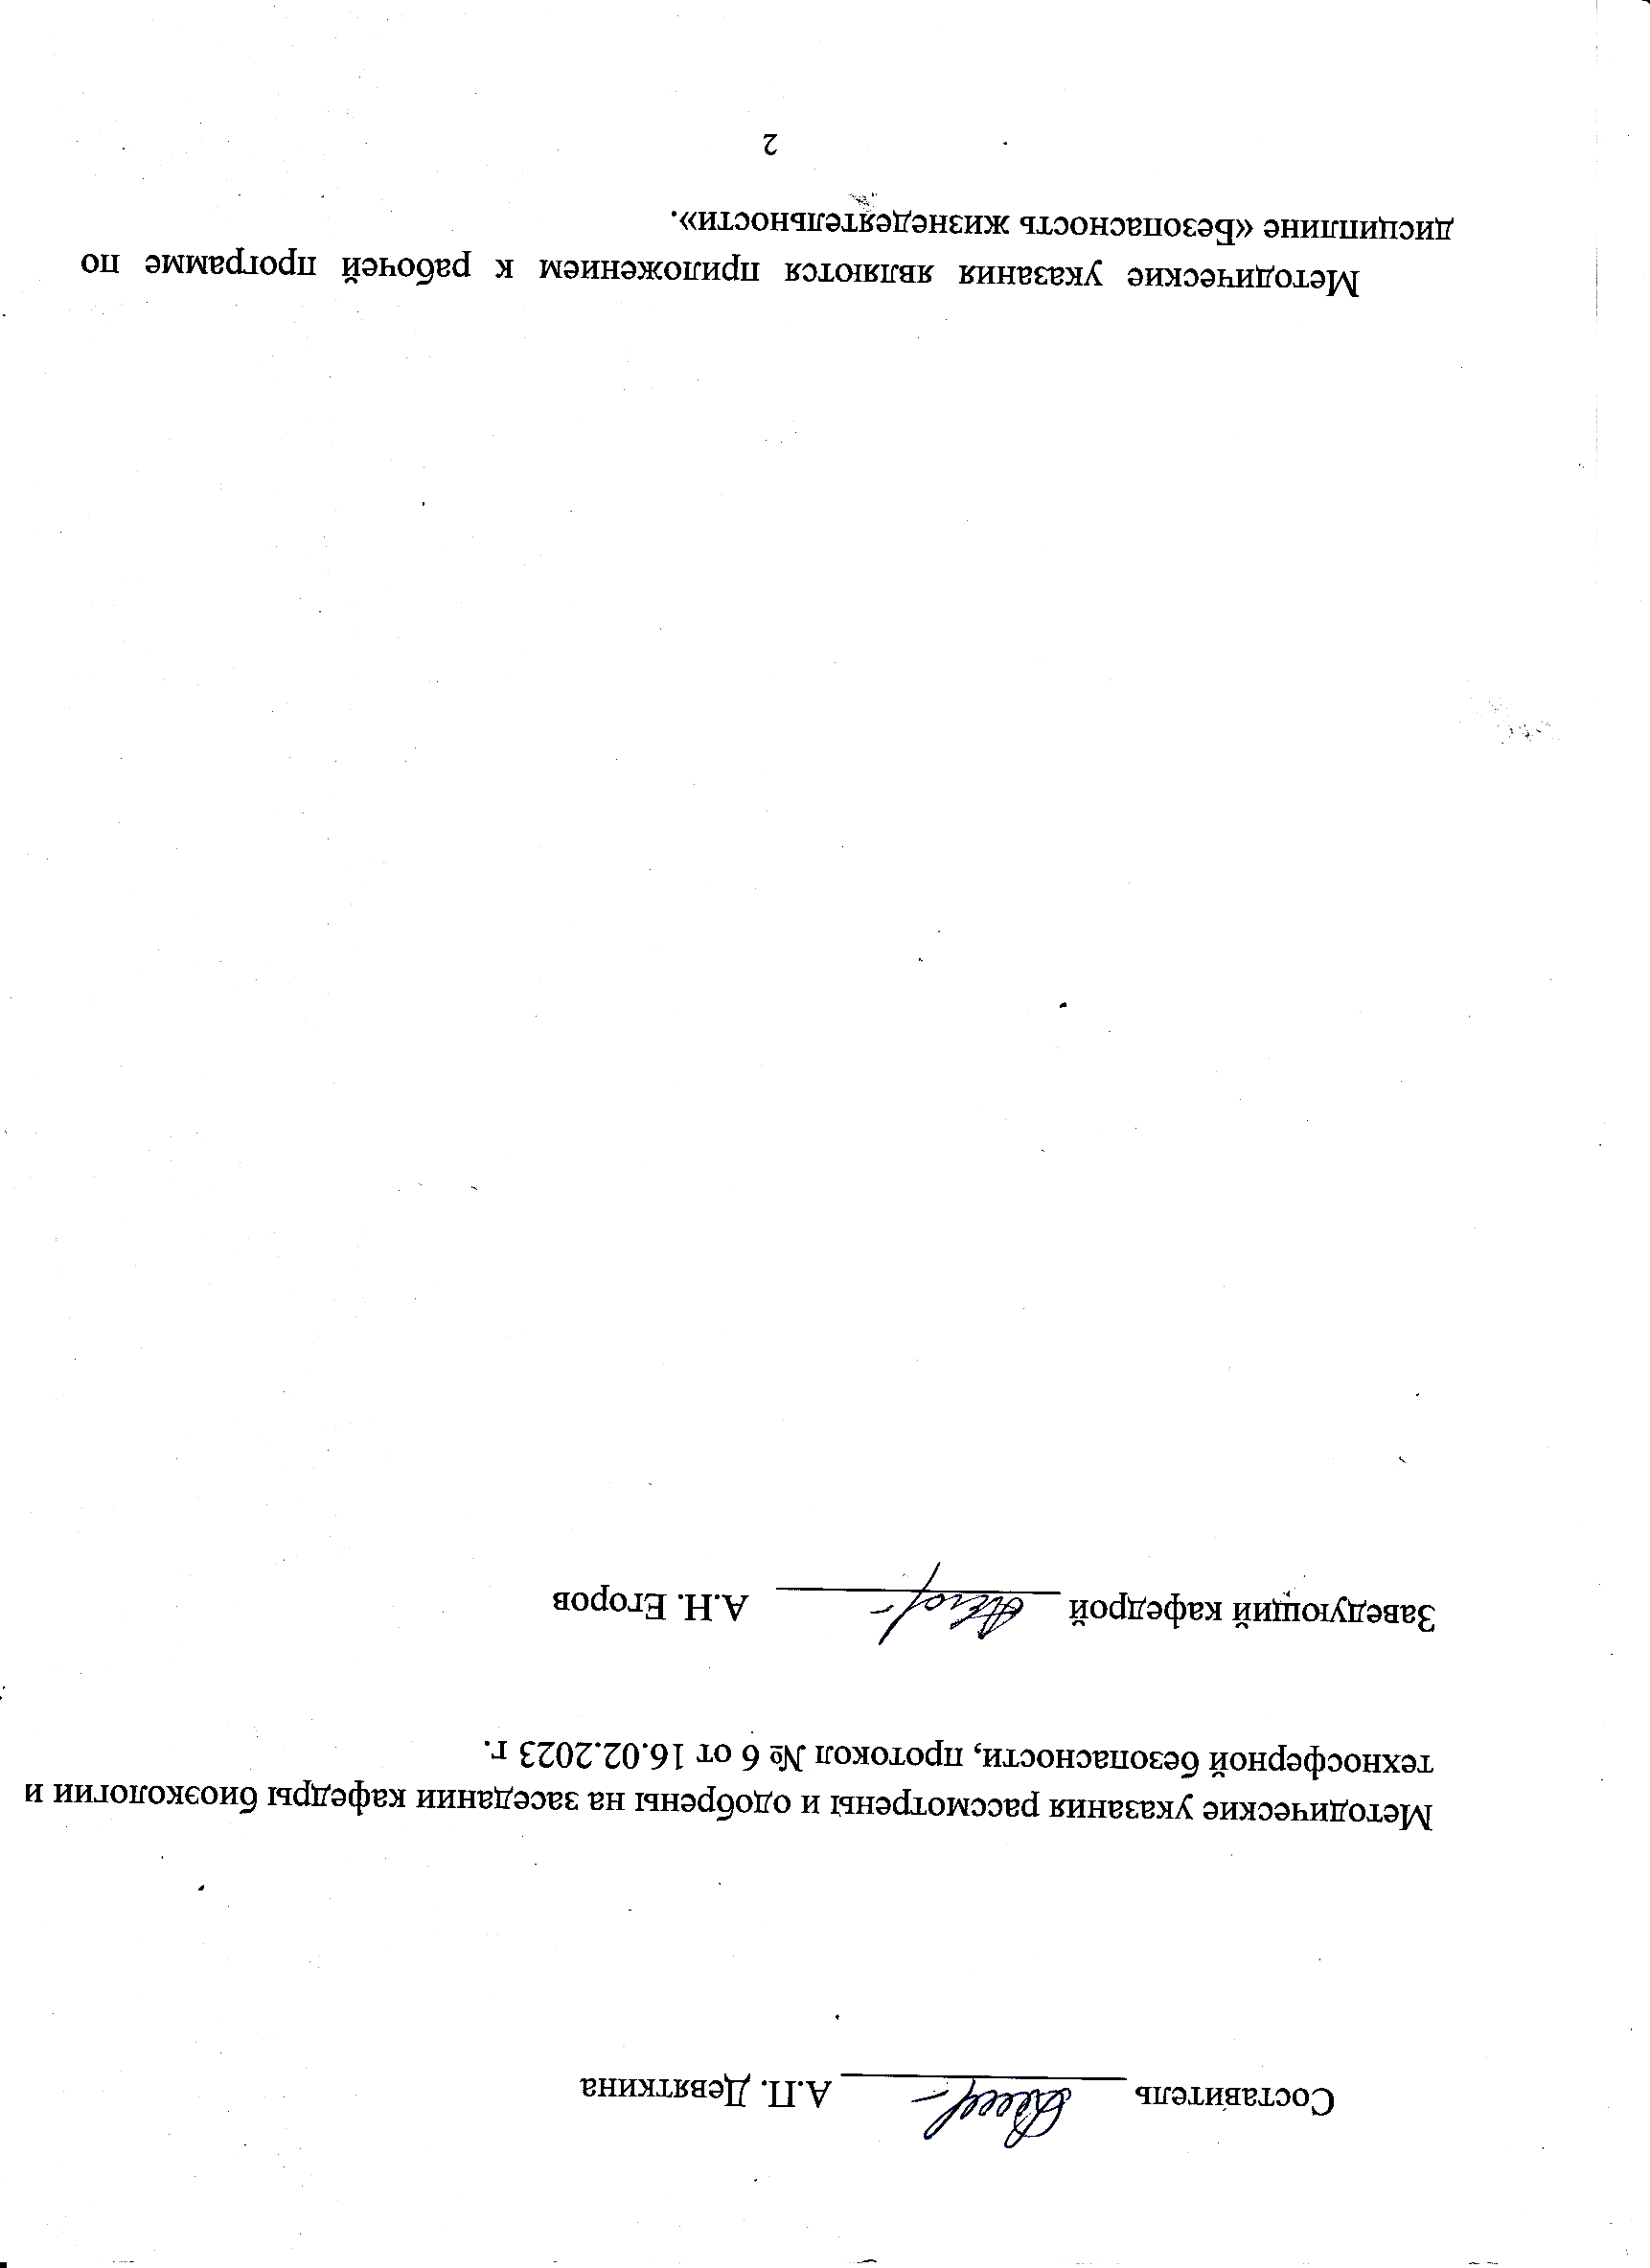 Составитель А.П. Девяткина
Методические указания рассмотрены и одобрены на заседании кафедры биоэкологии и
техносферной безопасности, протокол № 6 от 16.02.2023 г.
Заведующий кафедрой А.Н. Егоров
Методические указания являются приложением к рабочей программе по
дисциплине «Безопасность жизнедеятельности».
2